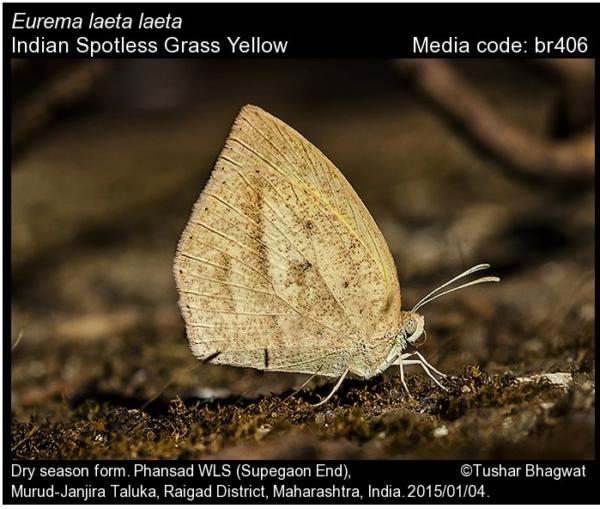 Eurema laeta laeta
Indian Spotless Grass Yellow Media code: br406
Dry season form. Phansad WLS (Supegaon End), ©Tushar Bhagwat
Murud-Janjira Taluka, Raigad District, Maharashtra, India. 2015/01/04.